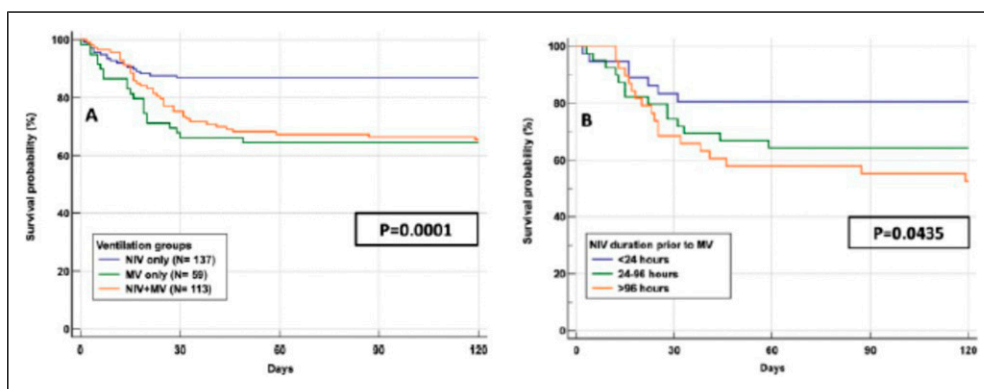 A
Survival probability (%)
100
80
60
40
20
0
P=0.0001
Ventilation groups
NIV only (N= 137)
MV only (N= 59)
NIV+MV (N= 113)
0 30 60 90 120
Days
B
Survival probability (%)
100
80
60
40
20
0
P=0.0435
NIV duration prior to MV
<24 hours
24-96 hours
>96 hours
0 30 60 90 120
Days